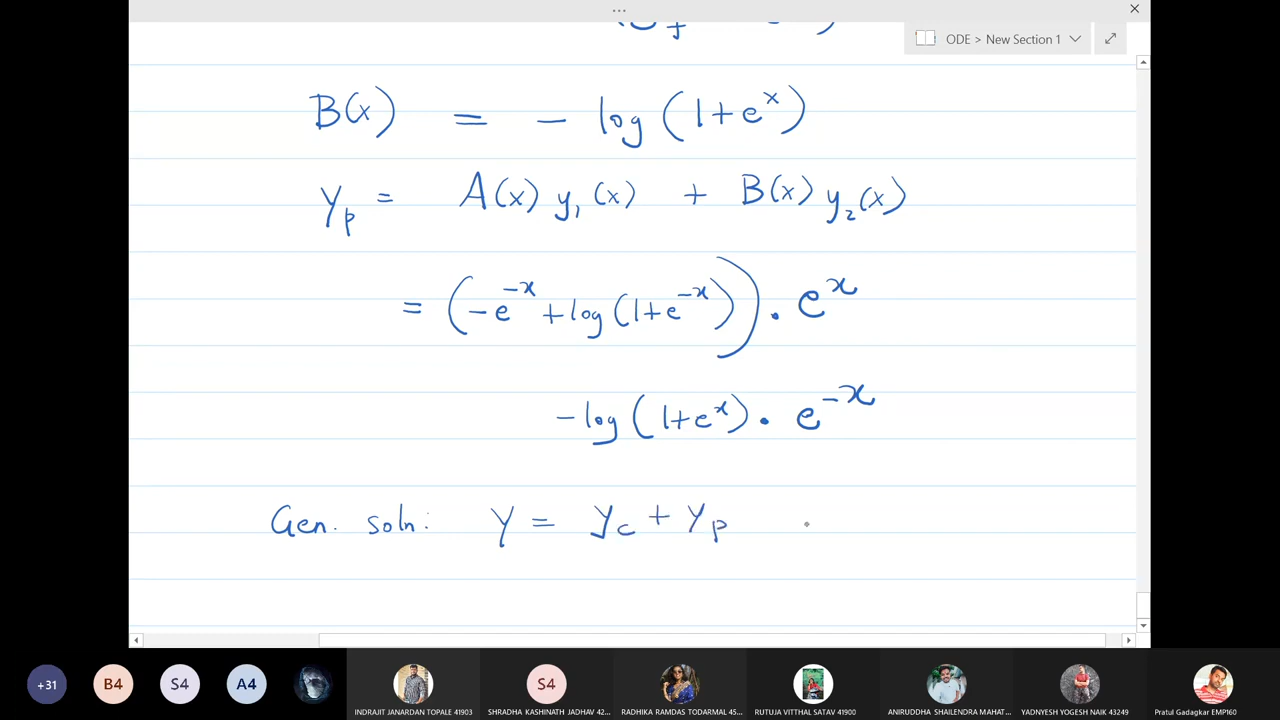 ODE > New Section 1
B(x) = - log (1+e^x)
y_p = A(x) y_1(x) + B(x) y_2(x)
= (-e^{-x} + log(1+e^{-x})) . e^x
-log(1+e^x) . e^{-x}
Gen. soln: y = y_c + y_p
+31 B4 S4 A4 S4
INDRAJIT JANARDAN TOPALE 41903 SHRADHA KASHINATH JADHAV 42... RADHIKA RAMDAS TODARMAL 45... RUTUJA VITTHAL SATAV 41900 ANIRUDDHA SHAILENDRA MAHAT... YADNYESH YOGESH NAIK 43249 Pratul Gadagkar EMP160